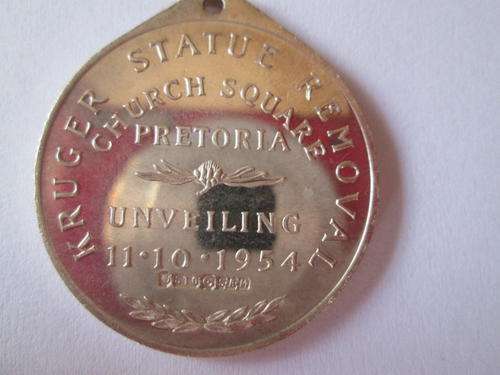 KRUGER STATUE REMOVAL
CHURCH SQUARE
PRETORIA
UNVEILING
11·10·1954